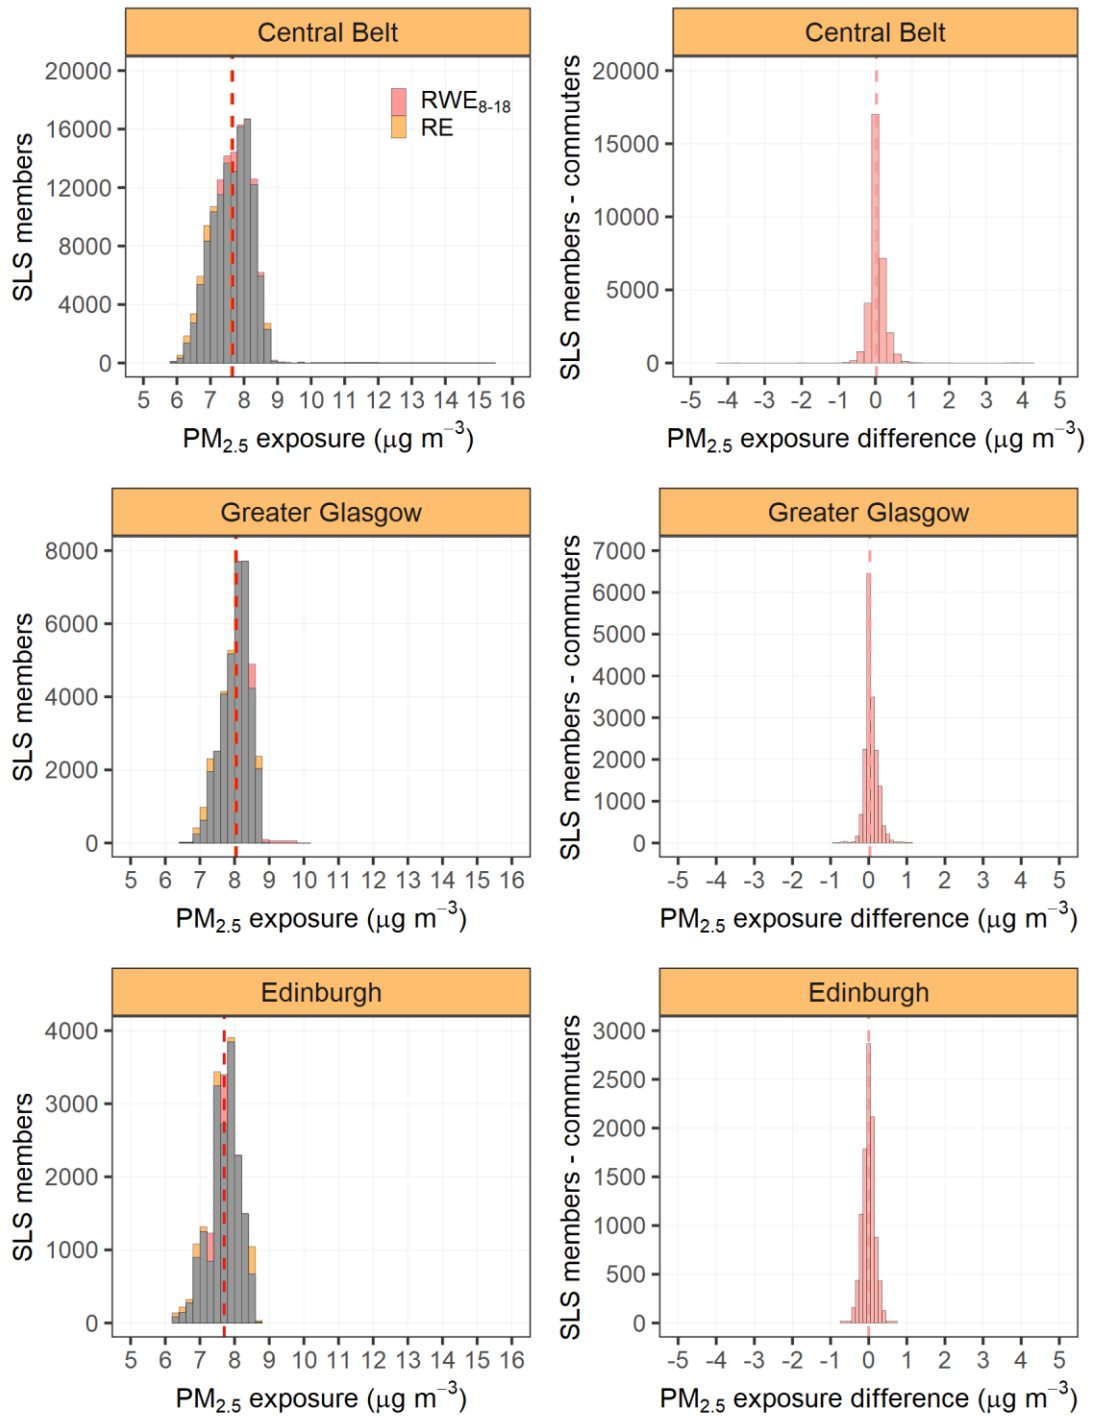 Central Belt
20000
16000
12000
8000
4000
0
SLS members
RWE8-18
RE
5 6 7 8 9 10 11 12 13 14 15 16
PM2.5 exposure (μg m−3)
Central Belt
20000
15000
10000
5000
0
SLS members - commuters
-5 -4 -3 -2 -1 0 1 2 3 4 5
PM2.5 exposure difference (μg m−3)
Greater Glasgow
8000
6000
4000
2000
0
SLS members
5 6 7 8 9 10 11 12 13 14 15 16
PM2.5 exposure (μg m−3)
Greater Glasgow
7000
6000
5000
4000
3000
2000
1000
0
SLS members - commuters
-5 -4 -3 -2 -1 0 1 2 3 4 5
PM2.5 exposure difference (μg m−3)
Edinburgh
4000
3000
2000
1000
0
SLS members
5 6 7 8 9 10 11 12 13 14 15 16
PM2.5 exposure (μg m−3)
Edinburgh
3000
2500
2000
1500
1000
500
0
SLS members - commuters
-5 -4 -3 -2 -1 0 1 2 3 4 5
PM2.5 exposure difference (μg m−3)